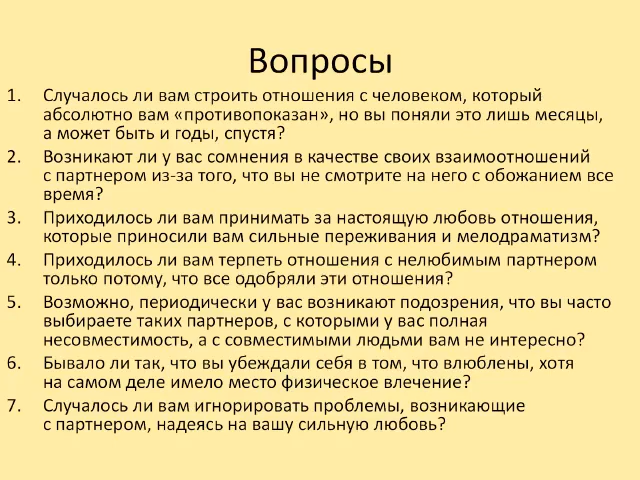 Вопросы
1. Случалось ли вам строить отношения с человеком, который
абсолютно вам «противопоказан», но вы поняли это лишь месяцы,
а может быть и годы, спустя?
2. Возникают ли у вас сомнения в качестве своих взаимоотношений
с партнером из-за того, что вы не смотрите на него с обожанием все
время?
3. Приходилось ли вам принимать за настоящую любовь отношения,
которые приносили вам сильные переживания и мелодраматизм?
4. Приходилось ли вам терпеть отношения с нелюбимым партнером
только потому, что все одобряли эти отношения?
5. Возможно, периодически у вас возникают подозрения, что вы часто
выбираете таких партнеров, с которыми у вас полная
несовместимость, а с совместимыми людьми вам не интересно?
6. Бывало ли так, что вы убеждали себя в том, что влюблены, хотя
на самом деле имело место физическое влечение?
7. Случалось ли вам игнорировать проблемы, возникающие
с партнером, надеясь на вашу сильную любовь?